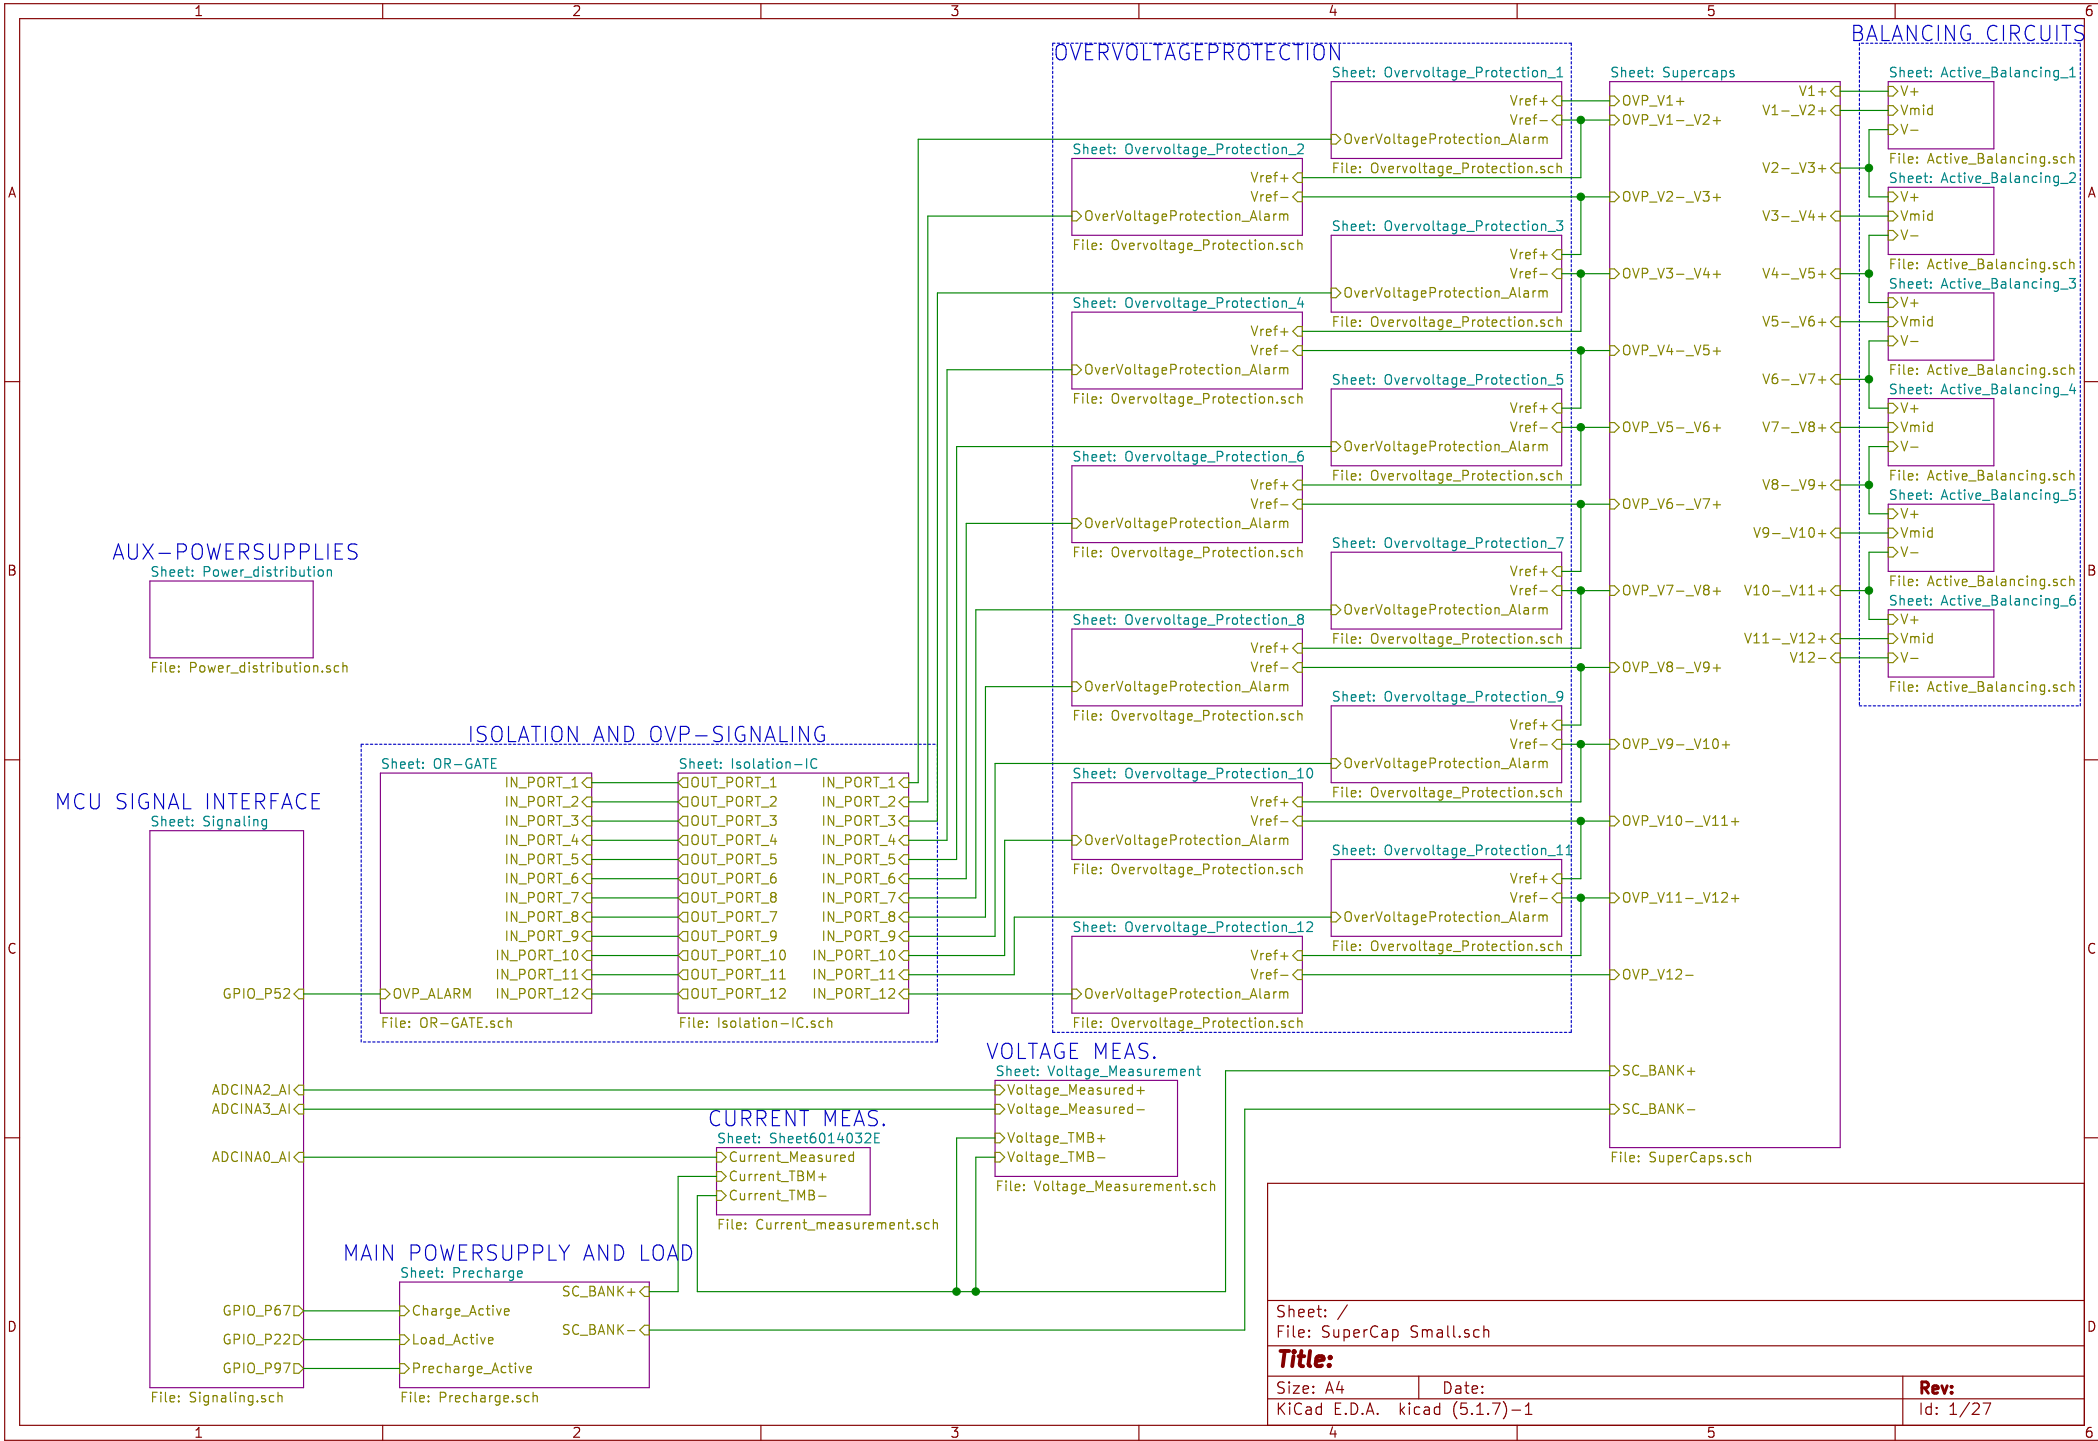 1 2 3 4 5 6
A
B
C
D
A
B
C
D
1 2 3 4 5 6
AUX-POWERSUPPLIES
Sheet: Power_distribution
File: Power_distribution.sch
MCU SIGNAL INTERFACE
Sheet: Signaling
GPIO_P52
ADCINA2_AI
ADCINA3_AI
ADCINA0_AI
GPIO_P67
GPIO_P22
GPIO_P97
File: Signaling.sch
ISOLATION AND OVP-SIGNALING
Sheet: OR-GATE
IN_PORT_1
IN_PORT_2
IN_PORT_3
IN_PORT_4
IN_PORT_5
IN_PORT_6
IN_PORT_7
IN_PORT_8
IN_PORT_9
IN_PORT_10
IN_PORT_11
OVP_ALARM IN_PORT_12
File: OR-GATE.sch
Sheet: Isolation-IC
OUT_PORT_1 IN_PORT_1
OUT_PORT_2 IN_PORT_2
OUT_PORT_3 IN_PORT_3
OUT_PORT_4 IN_PORT_4
OUT_PORT_5 IN_PORT_5
OUT_PORT_6 IN_PORT_6
OUT_PORT_8 IN_PORT_7
OUT_PORT_7 IN_PORT_8
OUT_PORT_9 IN_PORT_9
OUT_PORT_10 IN_PORT_10
OUT_PORT_11 IN_PORT_11
OUT_PORT_12 IN_PORT_12
File: Isolation-IC.sch
OVERVOLTAGEPROTECTION
Sheet: Overvoltage_Protection_1
Vref+
Vref-
OverVoltageProtection_Alarm
File: Overvoltage_Protection.sch
Sheet: Overvoltage_Protection_2
Vref+
Vref-
OverVoltageProtection_Alarm
File: Overvoltage_Protection.sch
Sheet: Overvoltage_Protection_3
Vref+
Vref-
OverVoltageProtection_Alarm
File: Overvoltage_Protection.sch
Sheet: Overvoltage_Protection_4
Vref+
Vref-
OverVoltageProtection_Alarm
File: Overvoltage_Protection.sch
Sheet: Overvoltage_Protection_5
Vref+
Vref-
OverVoltageProtection_Alarm
File: Overvoltage_Protection.sch
Sheet: Overvoltage_Protection_6
Vref+
Vref-
OverVoltageProtection_Alarm
File: Overvoltage_Protection.sch
Sheet: Overvoltage_Protection_7
Vref+
Vref-
OverVoltageProtection_Alarm
File: Overvoltage_Protection.sch
Sheet: Overvoltage_Protection_8
Vref+
Vref-
OverVoltageProtection_Alarm
File: Overvoltage_Protection.sch
Sheet: Overvoltage_Protection_9
Vref+
Vref-
OverVoltageProtection_Alarm
File: Overvoltage_Protection.sch
Sheet: Overvoltage_Protection_10
Vref+
Vref-
OverVoltageProtection_Alarm
File: Overvoltage_Protection.sch
Sheet: Overvoltage_Protection_11
Vref+
Vref-
OverVoltageProtection_Alarm
File: Overvoltage_Protection.sch
Sheet: Overvoltage_Protection_12
Vref+
Vref-
OverVoltageProtection_Alarm
File: Overvoltage_Protection.sch
Sheet: Supercaps
OVP_V1+
OVP_V1-_V2+
OVP_V2-_V3+
OVP_V3-_V4+
OVP_V4-_V5+
OVP_V5-_V6+
OVP_V6-_V7+
OVP_V7-_V8+
OVP_V8-_V9+
OVP_V9-_V10+
OVP_V10-_V11+
OVP_V11-_V12+
OVP_V12-
SC_BANK+
SC_BANK-
V1+
V1-_V2+
V2-_V3+
V3-_V4+
V4-_V5+
V5-_V6+
V6-_V7+
V7-_V8+
V8-_V9+
V9-_V10+
V10-_V11+
V11-_V12+
V12-
File: SuperCaps.sch
BALANCING CIRCUITS
Sheet: Active_Balancing_1
V+
Vmid
V-
File: Active_Balancing.sch
Sheet: Active_Balancing_2
V+
Vmid
V-
File: Active_Balancing.sch
Sheet: Active_Balancing_3
V+
Vmid
V-
File: Active_Balancing.sch
Sheet: Active_Balancing_4
V+
Vmid
V-
File: Active_Balancing.sch
Sheet: Active_Balancing_5
V+
Vmid
V-
File: Active_Balancing.sch
Sheet: Active_Balancing_6
V+
Vmid
V-
File: Active_Balancing.sch
VOLTAGE MEAS.
Sheet: Voltage_Measurement
Voltage_Measured+
Voltage_Measured-
Voltage_TMB+
Voltage_TMB-
File: Voltage_Measurement.sch
CURRENT MEAS.
Sheet: Sheet6014032E
Current_Measured
Current_TBM+
Current_TMB-
File: Current_measurement.sch
MAIN POWERSUPPLY AND LOAD
Sheet: Precharge
SC_BANK+
Charge_Active
SC_BANK-
Load_Active
Precharge_Active
File: Precharge.sch
Sheet: /
File: SuperCap Small.sch
Title:
Size: A4 Date: Rev:
KiCad E.D.A. kicad (5.1.7)-1 Id: 1/27